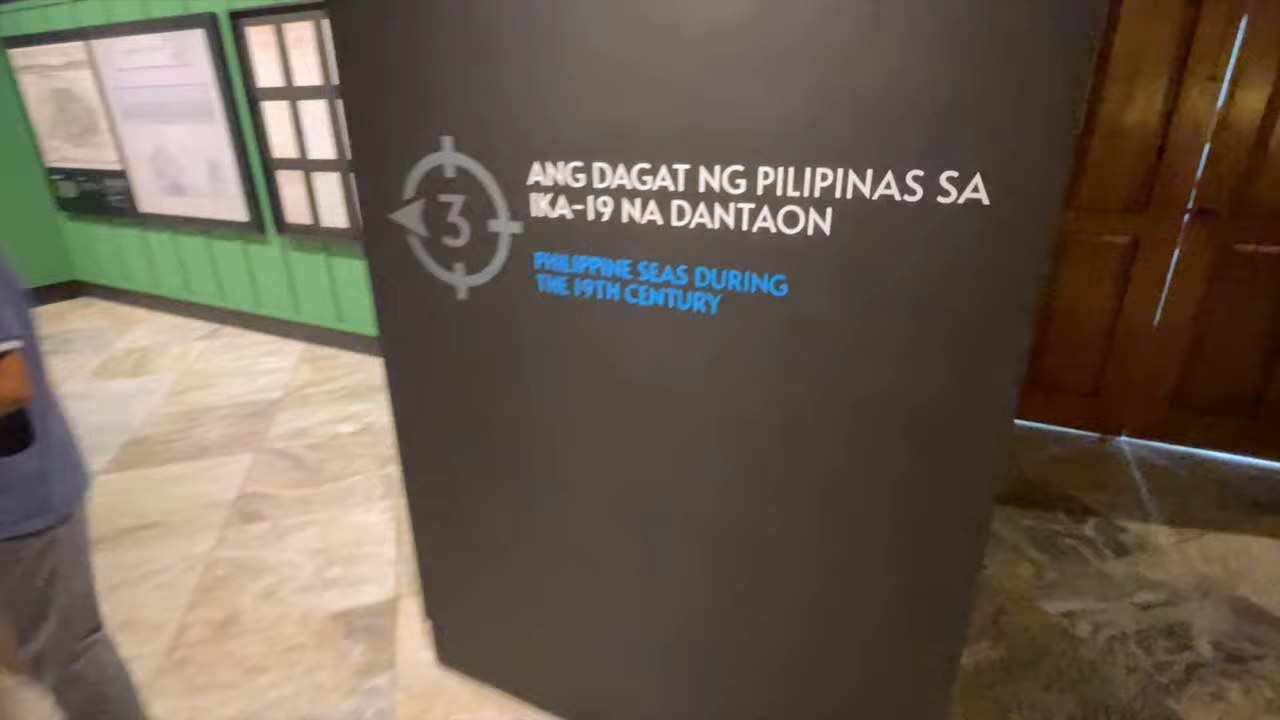 3
ANG DAGAT NG PILIPINAS SA
IKA-19 NA DANTAON
PHILIPPINE SEAS DURING
THE 19TH CENTURY